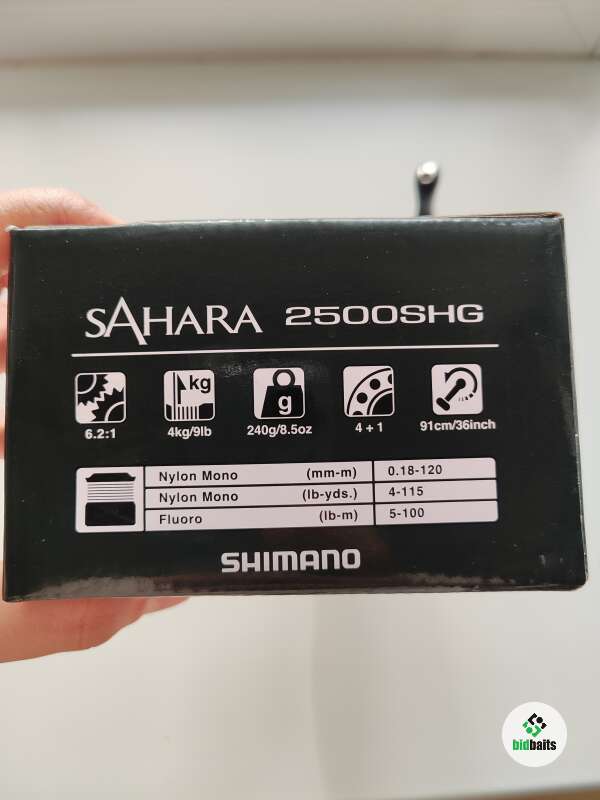 SAHARA 2500SHG
kg
g
6.2:1 4kg/9lb 240g/8.5oz 4 + 1 91cm/36inch
Nylon Mono (mm-m) 0.18-120
Nylon Mono (lb-yds.) 4-115
Fluoro (lb-m) 5-100
SHIMANO
bidbaits